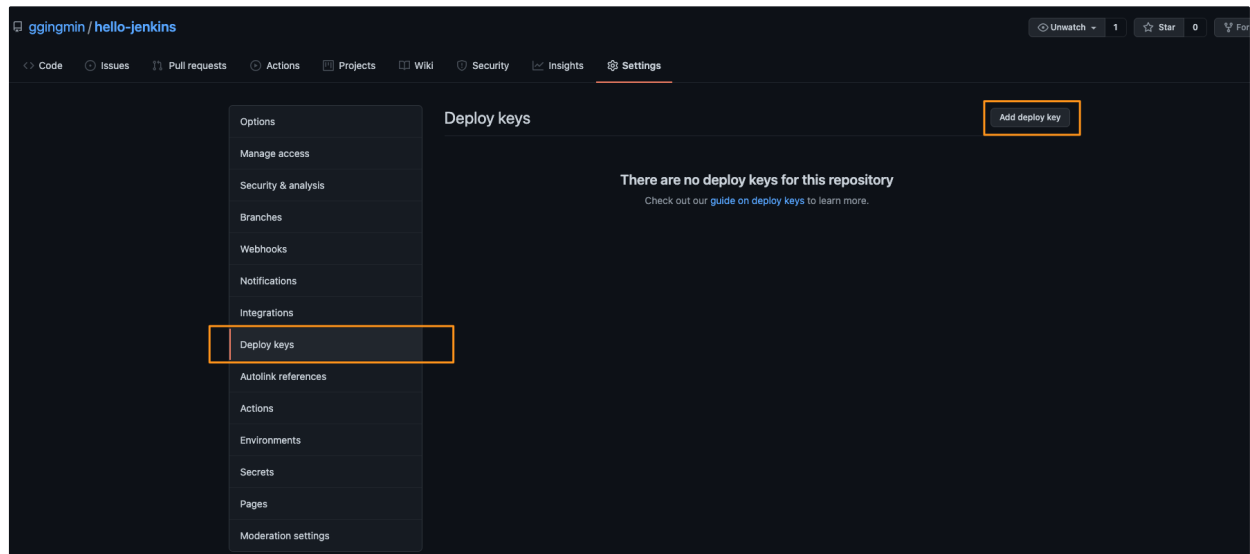 ggingmin / hello-jenkins
Unwatch 1 Star 0 For
Code Issues Pull requests Actions Projects Wiki Security Insights Settings
Options
Manage access
Security & analysis
Branches
Webhooks
Notifications
Integrations
Deploy keys
Autolink references
Actions
Environments
Secrets
Pages
Moderation settings
Deploy keys
Add deploy key
There are no deploy keys for this repository
Check out our guide on deploy keys to learn more.